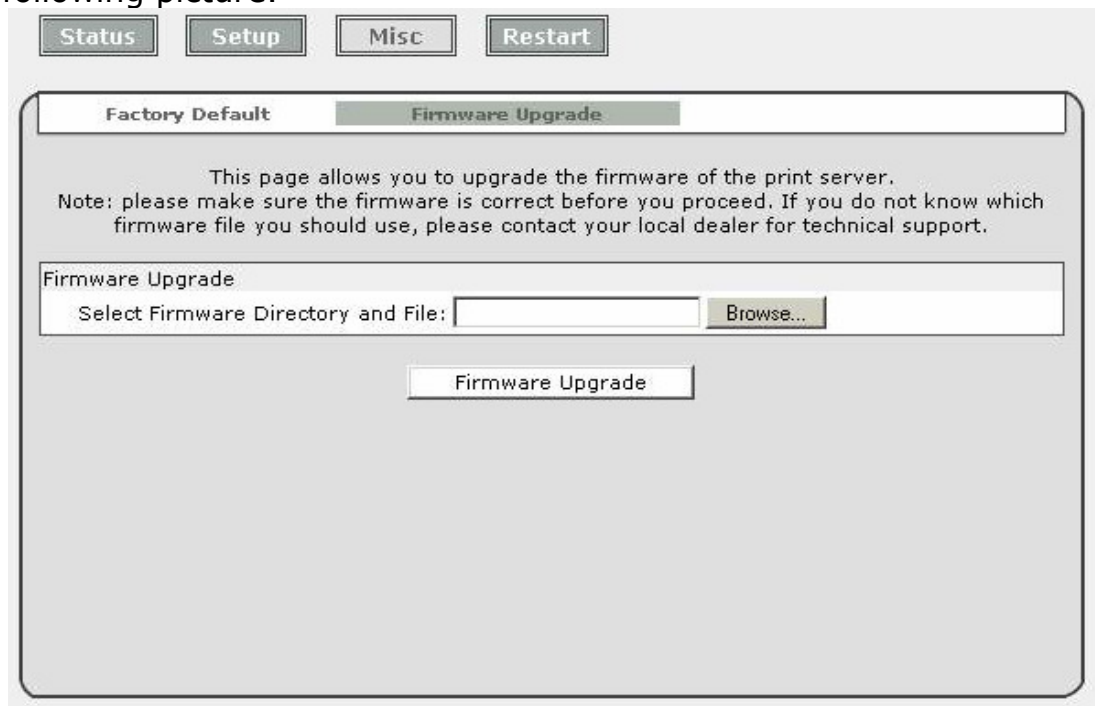 following picture.
Status Setup Misc Restart
Factory Default Firmware Upgrade
This page allows you to upgrade the firmware of the print server.
Note: please make sure the firmware is correct before you proceed. If you do not know which
firmware file you should use, please contact your local dealer for technical support.
Firmware Upgrade
Select Firmware Directory and File: Browse...
Firmware Upgrade